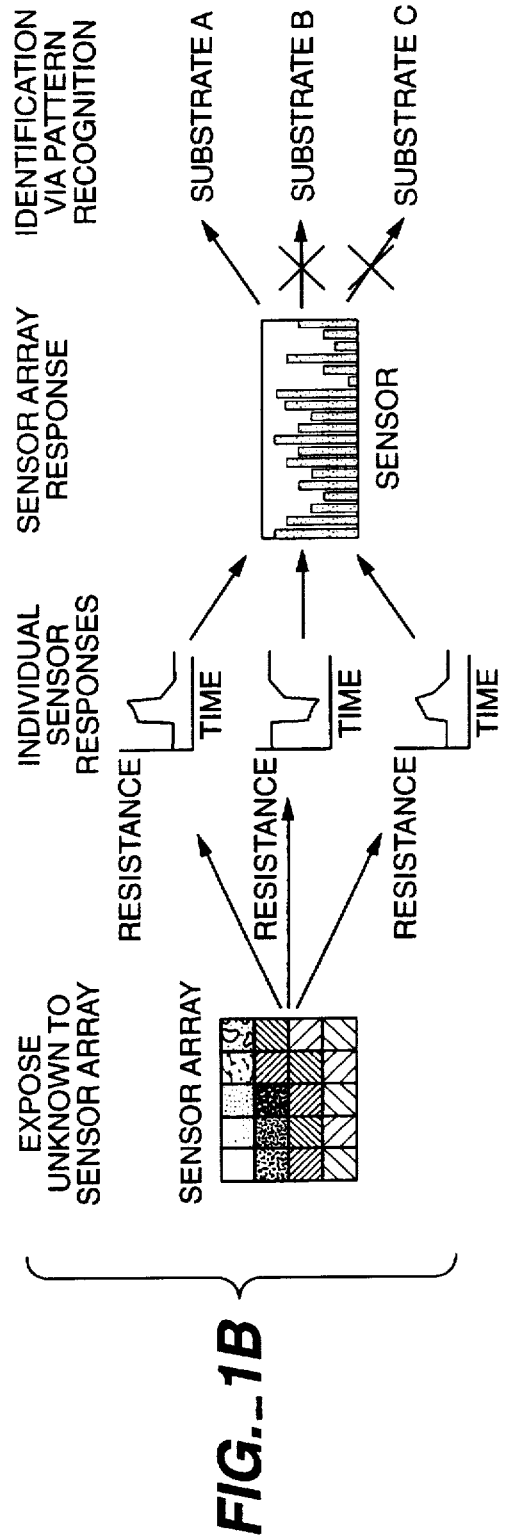 FIG._1B
EXPOSE
UNKNOWN TO
SENSOR ARRAY
SENSOR ARRAY
INDIVIDUAL
SENSOR
RESPONSES
RESISTANCE
TIME
RESISTANCE
TIME
RESISTANCE
TIME
SENSOR ARRAY
RESPONSE
SENSOR
IDENTIFICATION
VIA PATTERN
RECOGNITION
SUBSTRATE A
SUBSTRATE B
SUBSTRATE C